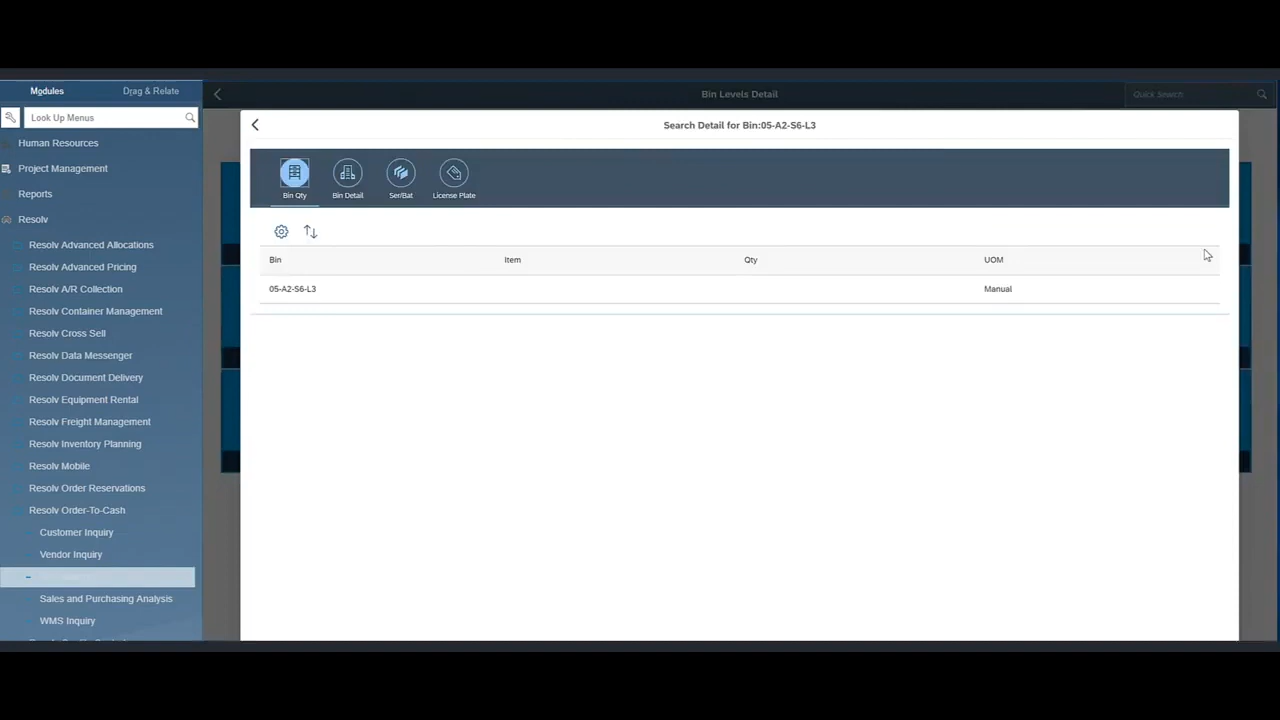 Modules
Drag & Relate
Look Up Menus
Human Resources
Project Management
Reports
Resolv
Resolv Advanced Allocations
Resolv Advanced Pricing
Resolv A/R Collection
Resolv Container Management
Resolv Cross Sell
Resolv Data Messenger
Resolv Document Delivery
Resolv Equipment Rental
Resolv Freight Management
Resolv Inventory Planning
Resolv Mobile
Resolv Order Reservations
Resolv Order-To-Cash
Customer Inquiry
Vendor Inquiry
Sales and Purchasing Analysis
WMS Inquiry
Bin Levels Detail
Quick Search
Search Detail for Bin:05-A2-S6-L3
Bin Qty
Bin Detail
Ser/Bat
License Plate
Bin Item Qty UOM
05-A2-S6-L3 Manual